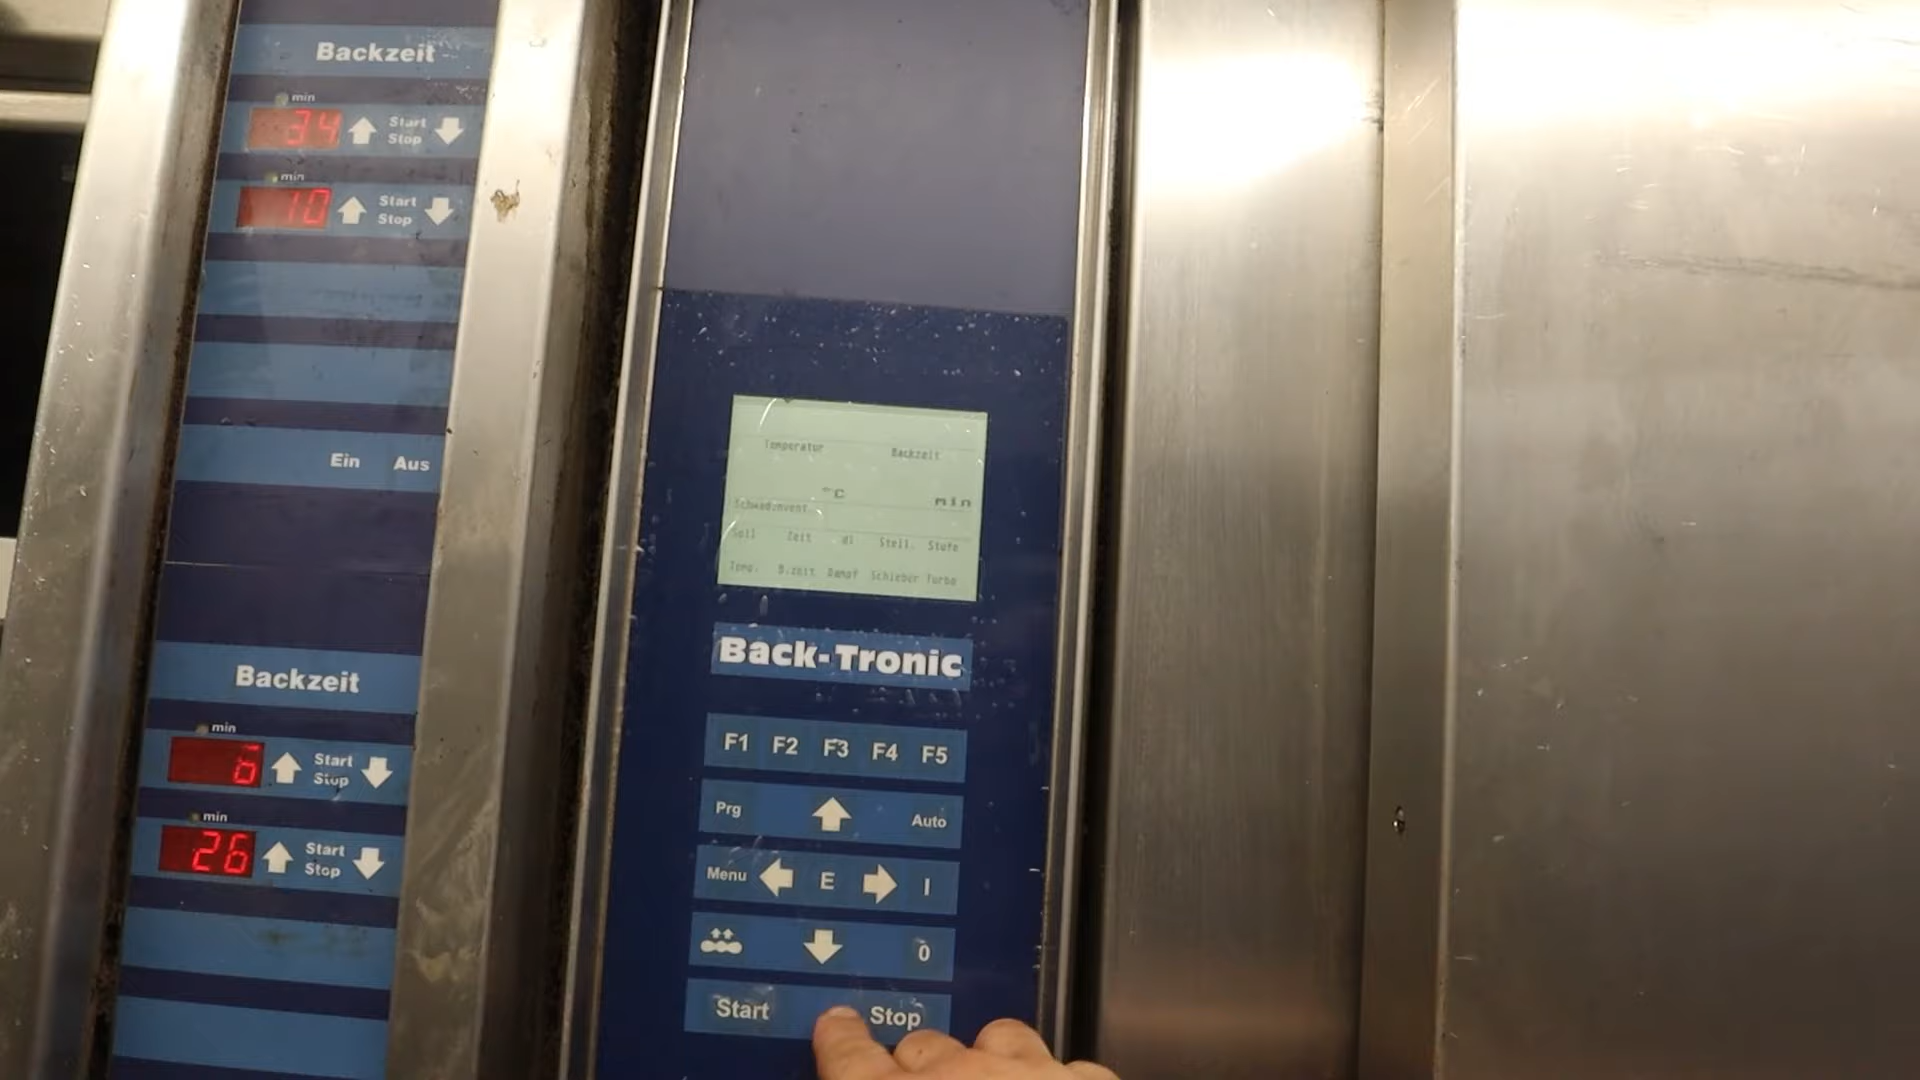 Backzeit
min
34 Start
Stop
min
10 Start
Stop
Ein Aus
Backzeit
min
6 Start
Stop
min
26 Start
Stop
Temperatur Backzeit
°C min
Schwadenvent
Soll Zeit dl Stell. Stufe
Temp. B.zeit Dampf Schieber Turbo
Back-Tronic
F1 F2 F3 F4 F5
Prg Auto
Menu E I
0
Start Stop